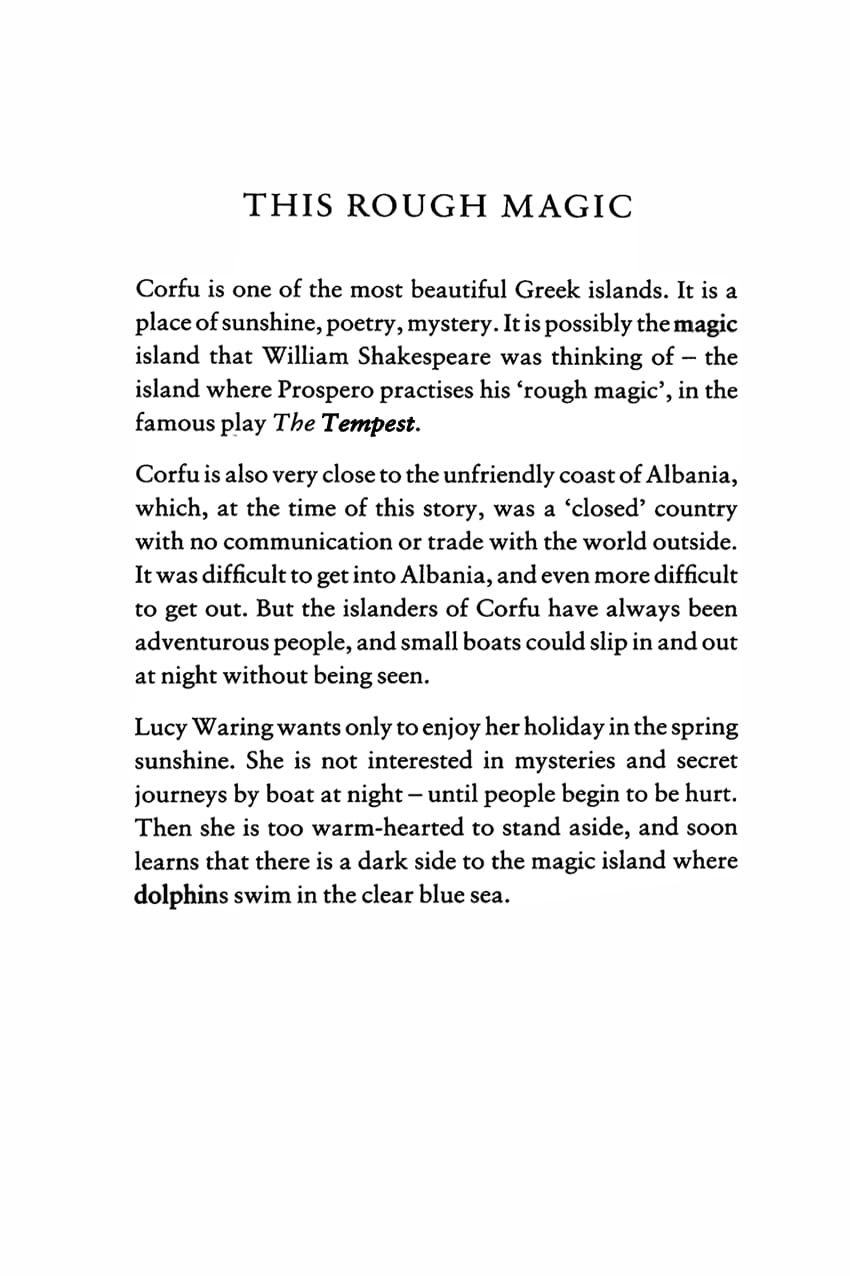 THIS ROUGH MAGIC
Corfu is one of the most beautiful Greek islands. It is a
place of sunshine, poetry, mystery. It is possibly the magic
island that William Shakespeare was thinking of – the
island where Prospero practises his ‘rough magic’, in the
famous play The Tempest.
Corfu is also very close to the unfriendly coast of Albania,
which, at the time of this story, was a ‘closed’ country
with no communication or trade with the world outside.
It was difficult to get into Albania, and even more difficult
to get out. But the islanders of Corfu have always been
adventurous people, and small boats could slip in and out
at night without being seen.
Lucy Waring wants only to enjoy her holiday in the spring
sunshine. She is not interested in mysteries and secret
journeys by boat at night – until people begin to be hurt.
Then she is too warm-hearted to stand aside, and soon
learns that there is a dark side to the magic island where
dolphins swim in the clear blue sea.